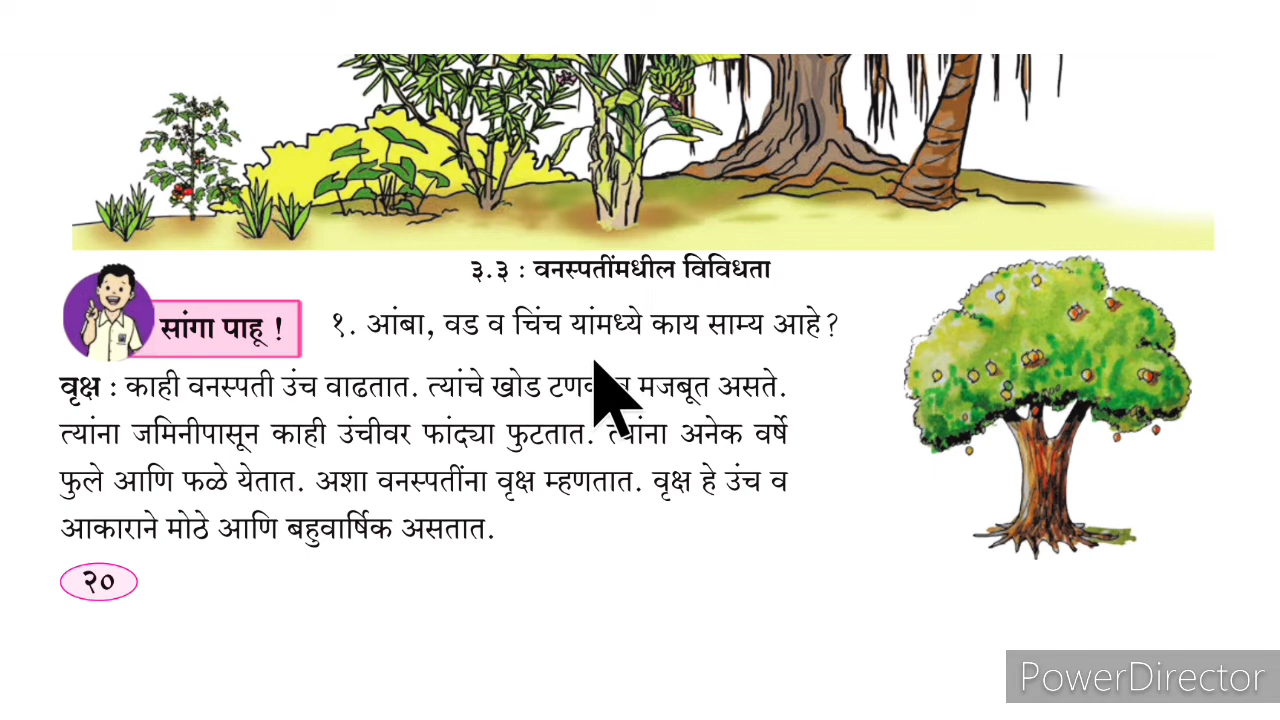 ३.३ : वनस्पतींमधील विविधता
सांगा पाहू !
१. आंबा, वड व चिंच यांमध्ये काय साम्य आहे?
वृक्ष : काही वनस्पती उंच वाढतात. त्यांचे खोड मजबूत असते.
त्यांना जमिनीपासून काही उंचीवर फांद्या फुटतात. त्यांना अनेक वर्षे
फुले आणि फळे येतात. अशा वनस्पतींना वृक्ष म्हणतात. वृक्ष हे उंच व
आकाराने मोठे आणि बहुवार्षिक असतात.
२०
PowerDirector